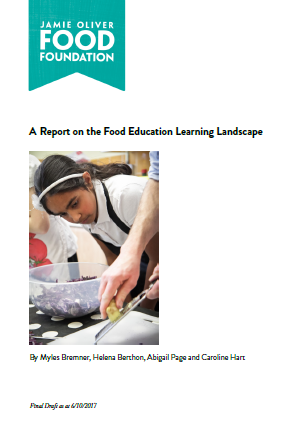 JAMIE OLIVER
FOOD
FOUNDATION
A Report on the Food Education Learning Landscape
By Myles Bremner, Helena Berthon, Abigail Page and Caroline Hart
Final Draft as at 6/10/2017